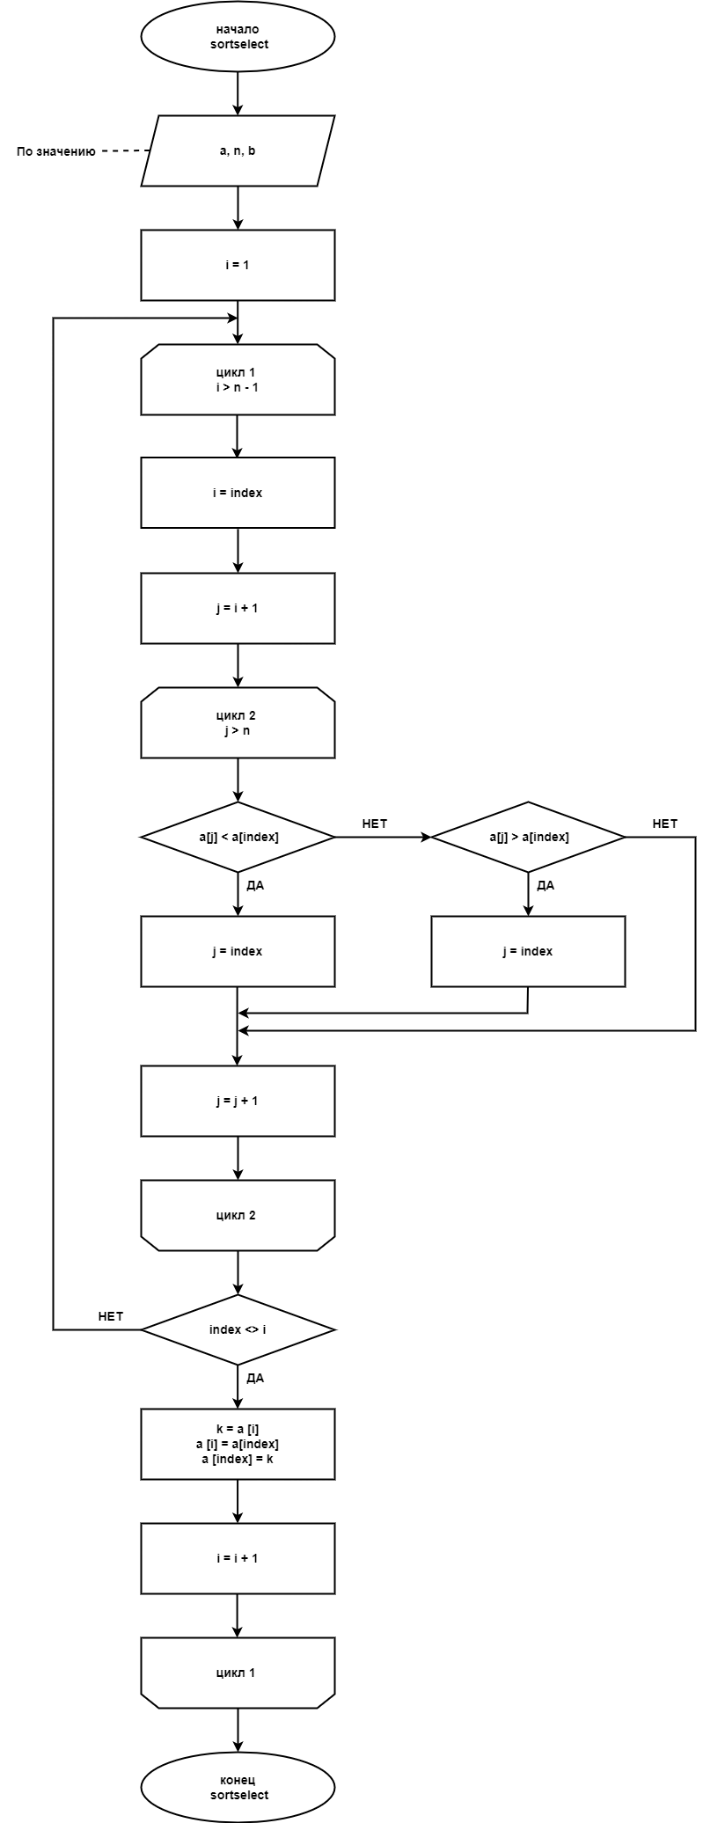 начало
sortselect
По значению
a, n, b
i = 1
цикл 1
i > n - 1
i = index
j = i + 1
цикл 2
j > n
a[j] < a[index]
НЕТ
a[j] > a[index]
НЕТ
ДА
ДА
j = index
j = index
j = j + 1
цикл 2
НЕТ
index <> i
ДА
k = a [i]
a [i] = a[index]
a [index] = k
i = i + 1
цикл 1
конец
sortselect